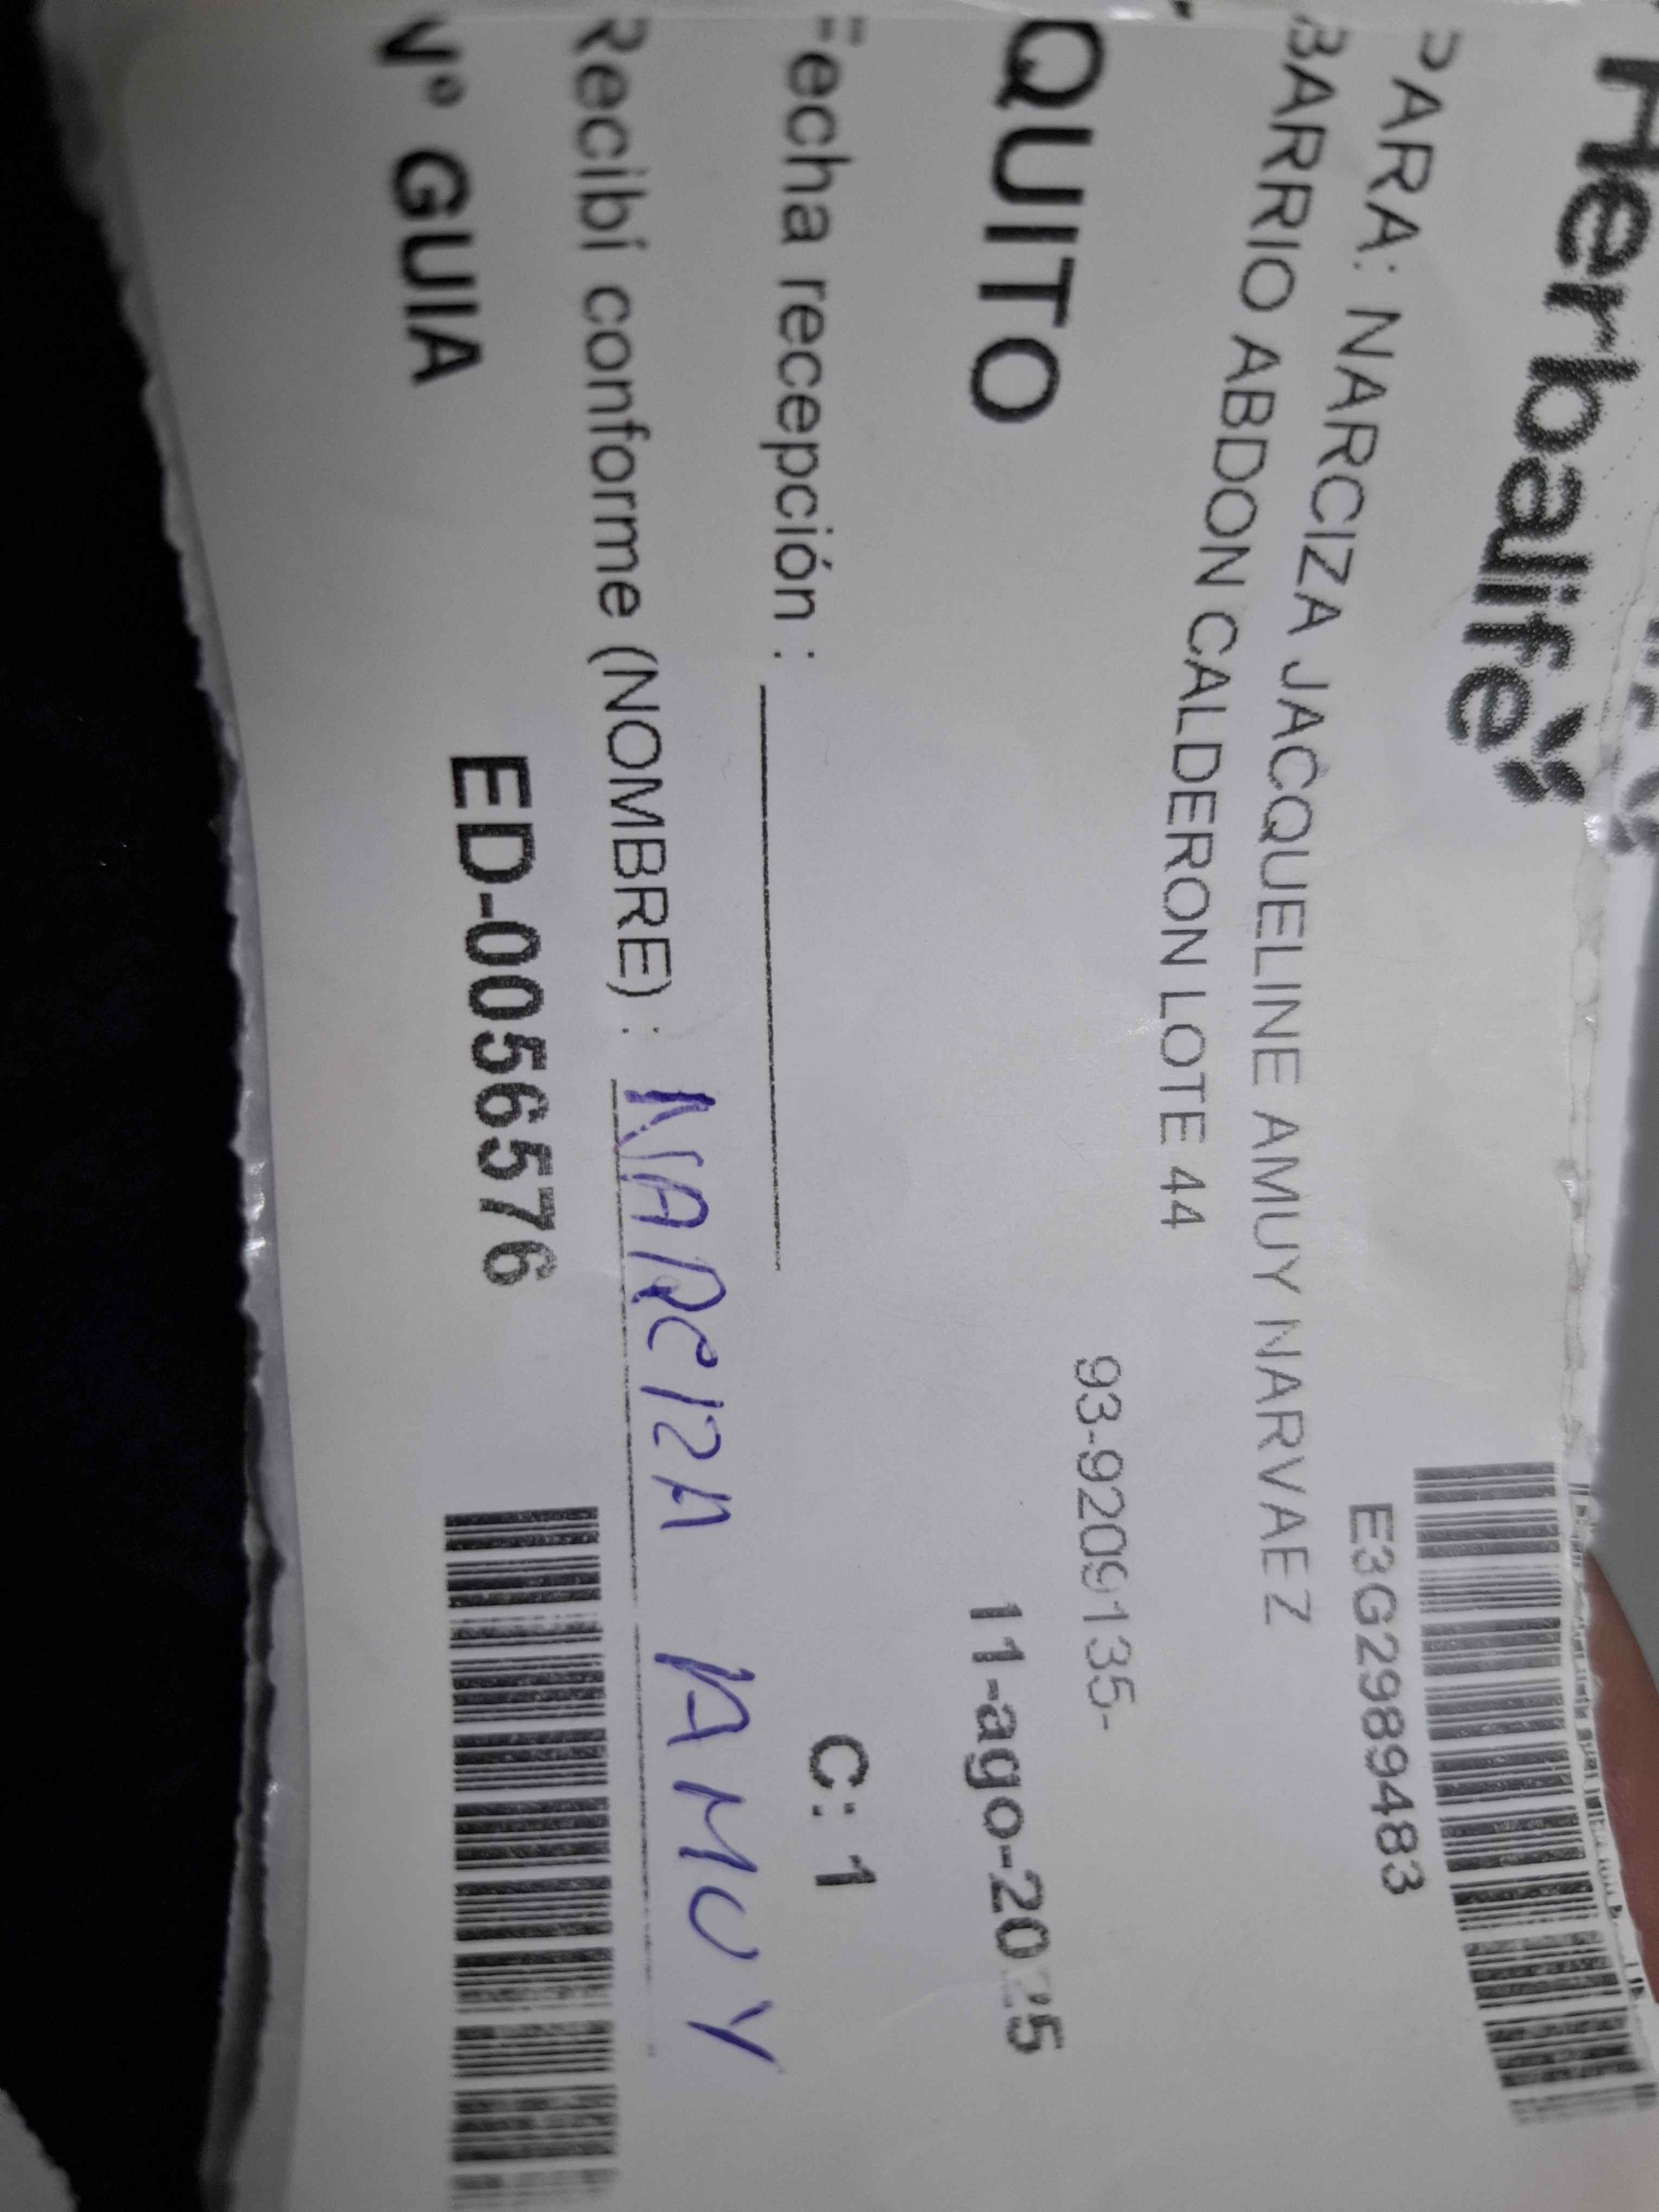 Herbalife
E3G2989483
PARA: NARCIZA JACQUELINE AMUY NARVAEZ
BARRIO ABDON CALDERON LOTE 44
93-9209135-
QUITO
11-ago-2025
Fecha recepción :
C: 1
Recibí conforme (NOMBRE) : NARCIZA AMUY
Nº GUIA
ED-0056576